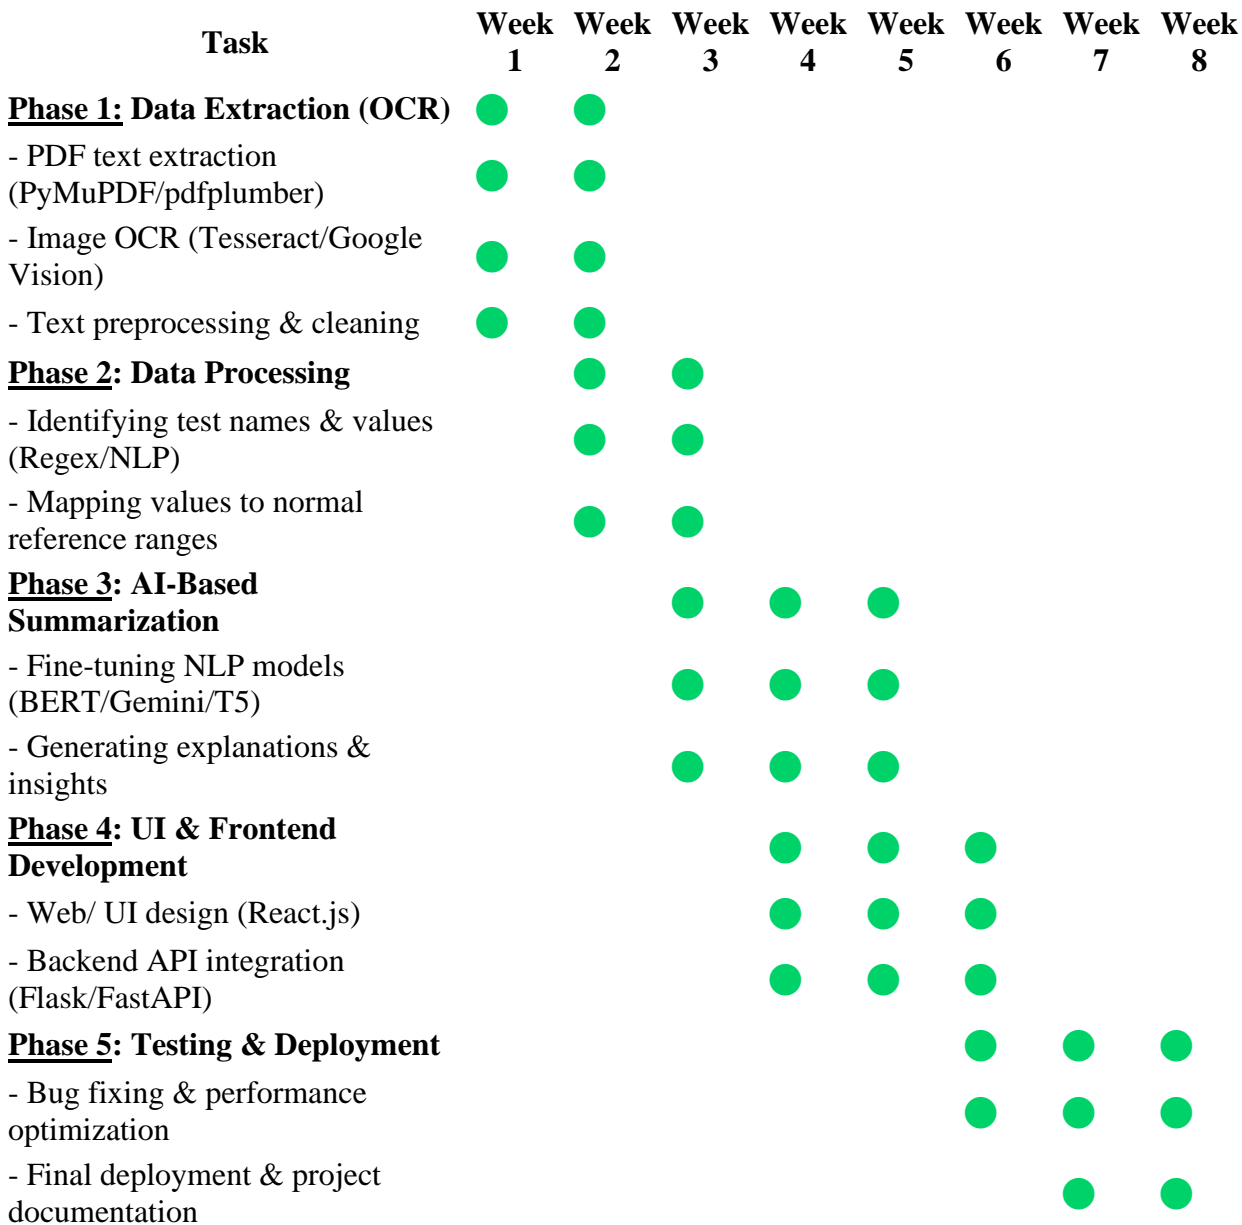 Task
Week Week Week Week Week Week Week Week
1 2 3 4 5 6 7 8
Phase 1: Data Extraction (OCR)
- PDF text extraction
(PyMuPDF/pdfplumber)
- Image OCR (Tesseract/Google
Vision)
- Text preprocessing & cleaning
Phase 2: Data Processing
- Identifying test names & values
(Regex/NLP)
- Mapping values to normal
reference ranges
Phase 3: AI-Based
Summarization
- Fine-tuning NLP models
(BERT/Gemini/T5)
- Generating explanations &
insights
Phase 4: UI & Frontend
Development
- Web/ UI design (React.js)
- Backend API integration
(Flask/FastAPI)
Phase 5: Testing & Deployment
- Bug fixing & performance
optimization
- Final deployment & project
documentation